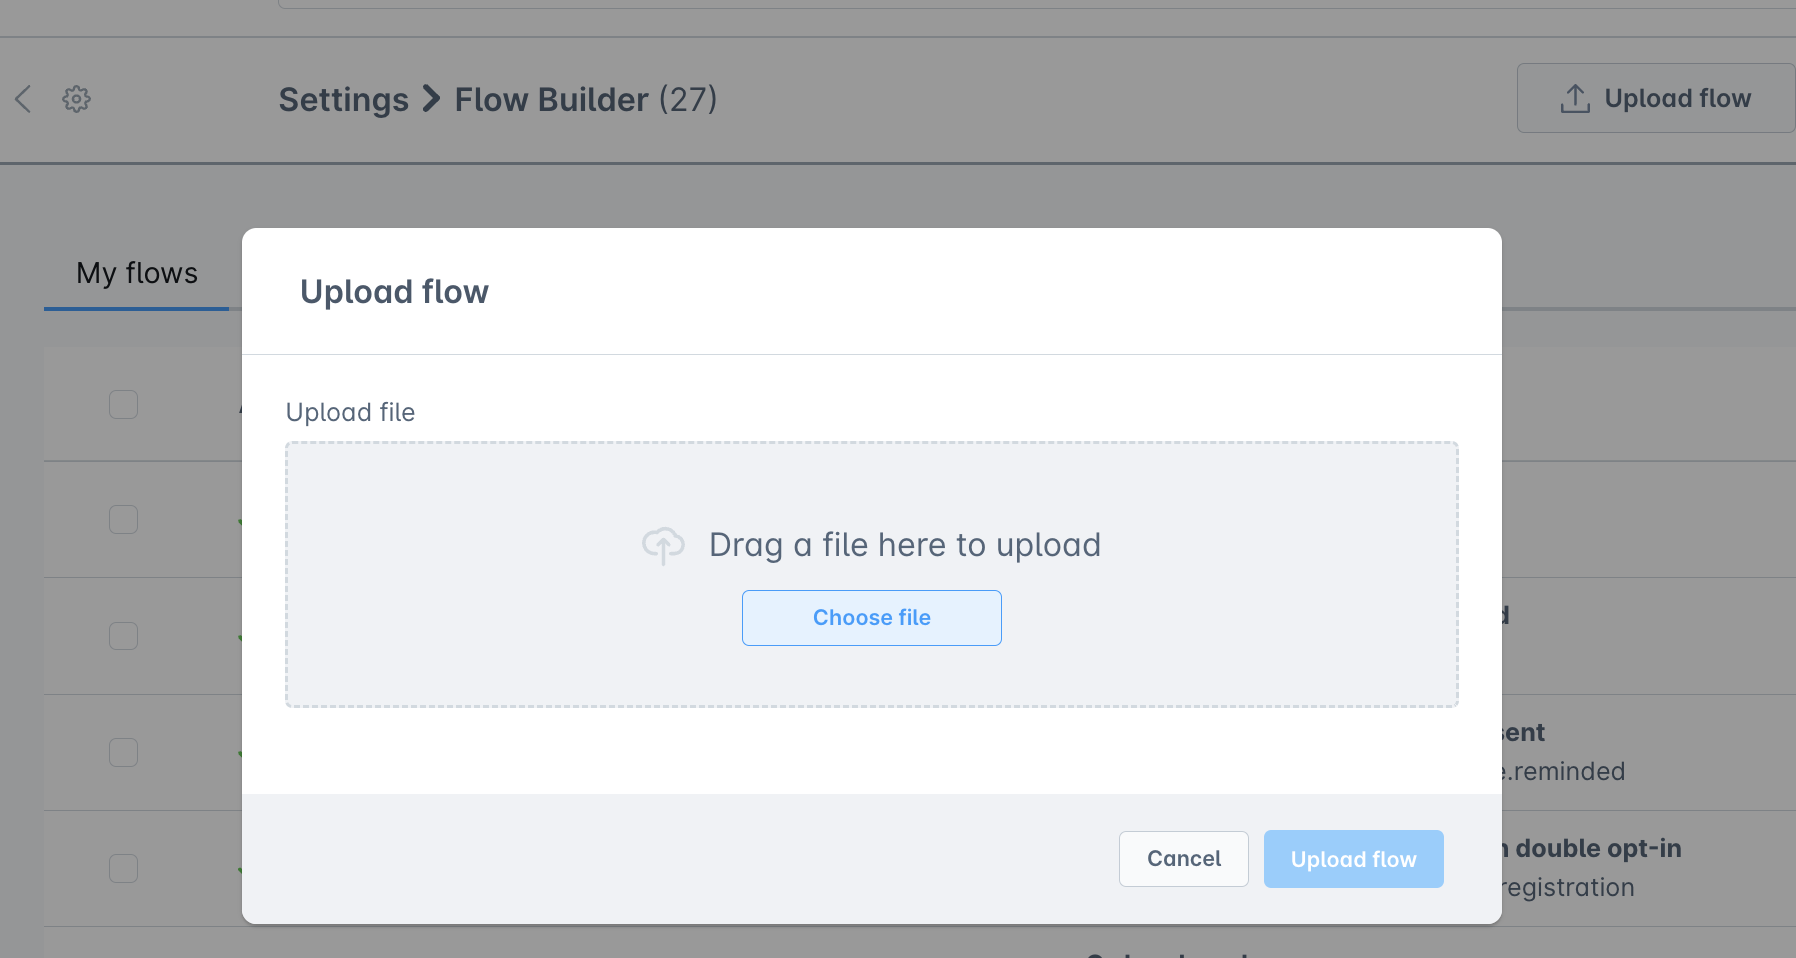 Settings > Flow Builder (27)
Upload flow
My flows
Upload flow
Upload file
Drag a file here to upload
Choose file
.reminded
double opt-in
registration
Cancel
Upload flow